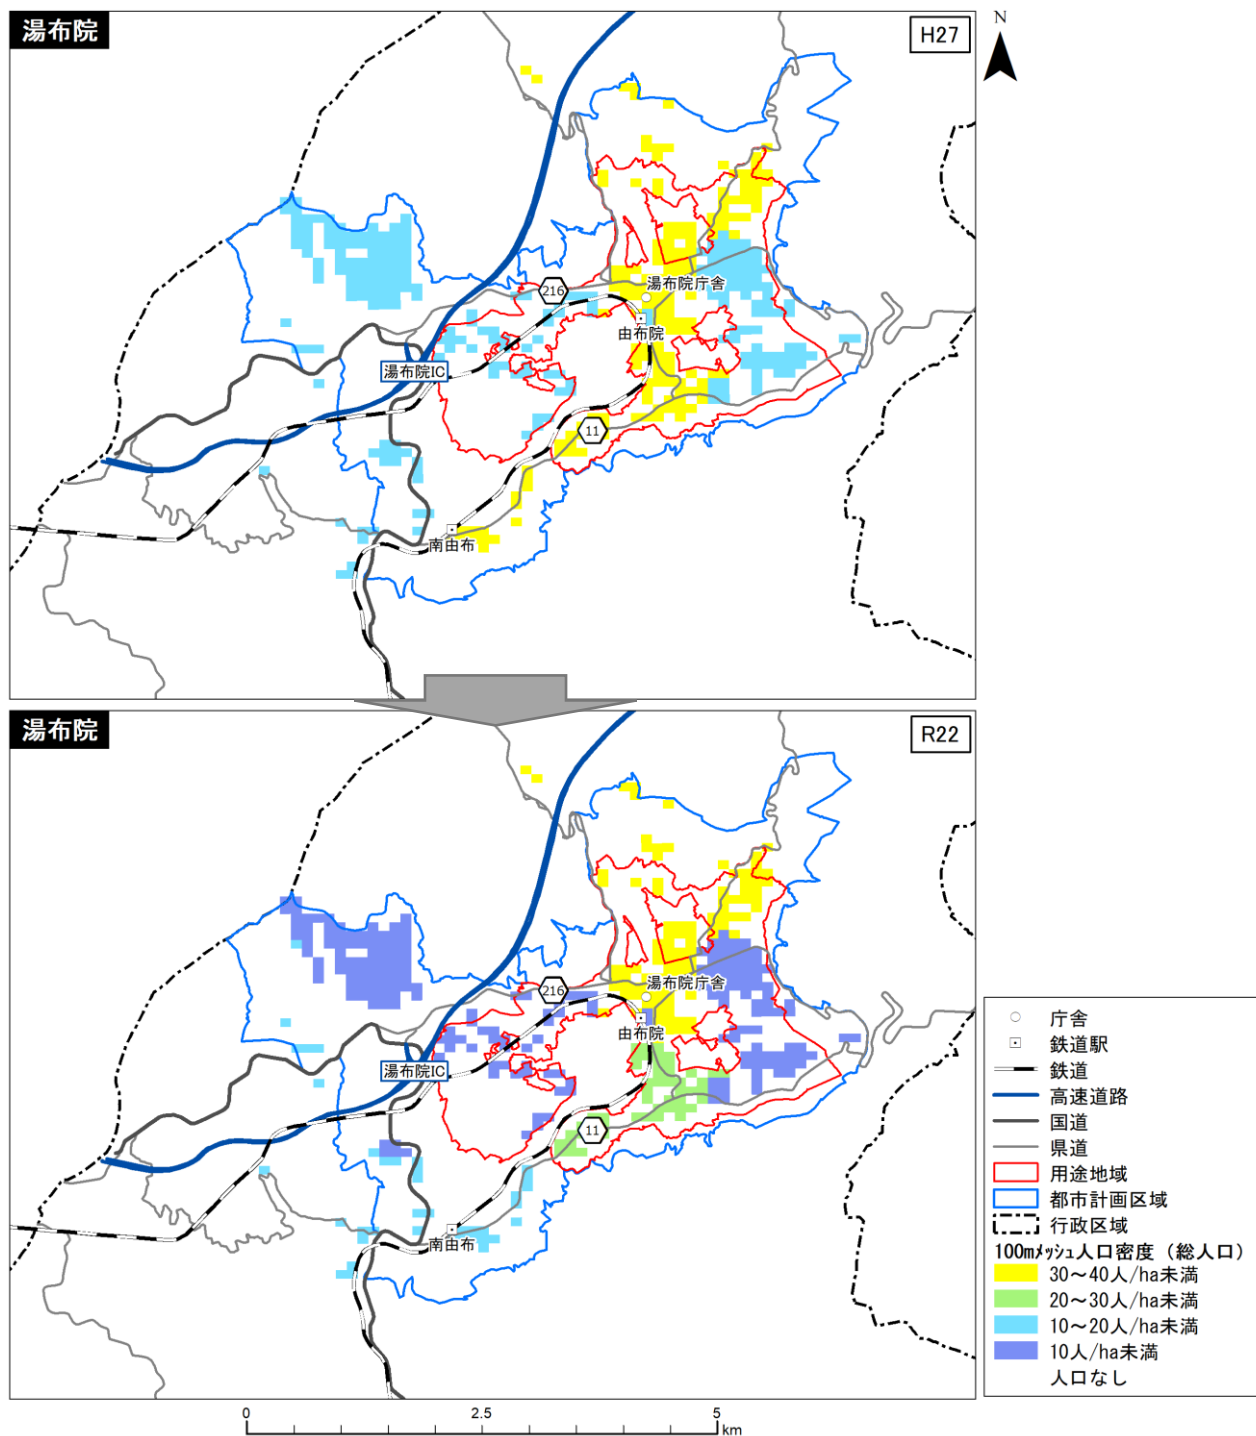 湯布院
H27
N
216
湯布院庁舎
由布院
湯布院IC
11
南由布
湯布院
R22
216
湯布院庁舎
由布院
湯布院IC
11
南由布
庁舎
鉄道駅
鉄道
高速道路
国道
県道
用途地域
都市計画区域
行政区域
100mメッシュ人口密度（総人口）
30～40人/ha未満
20～30人/ha未満
10～20人/ha未満
10人/ha未満
人口なし
0 2.5 5
km